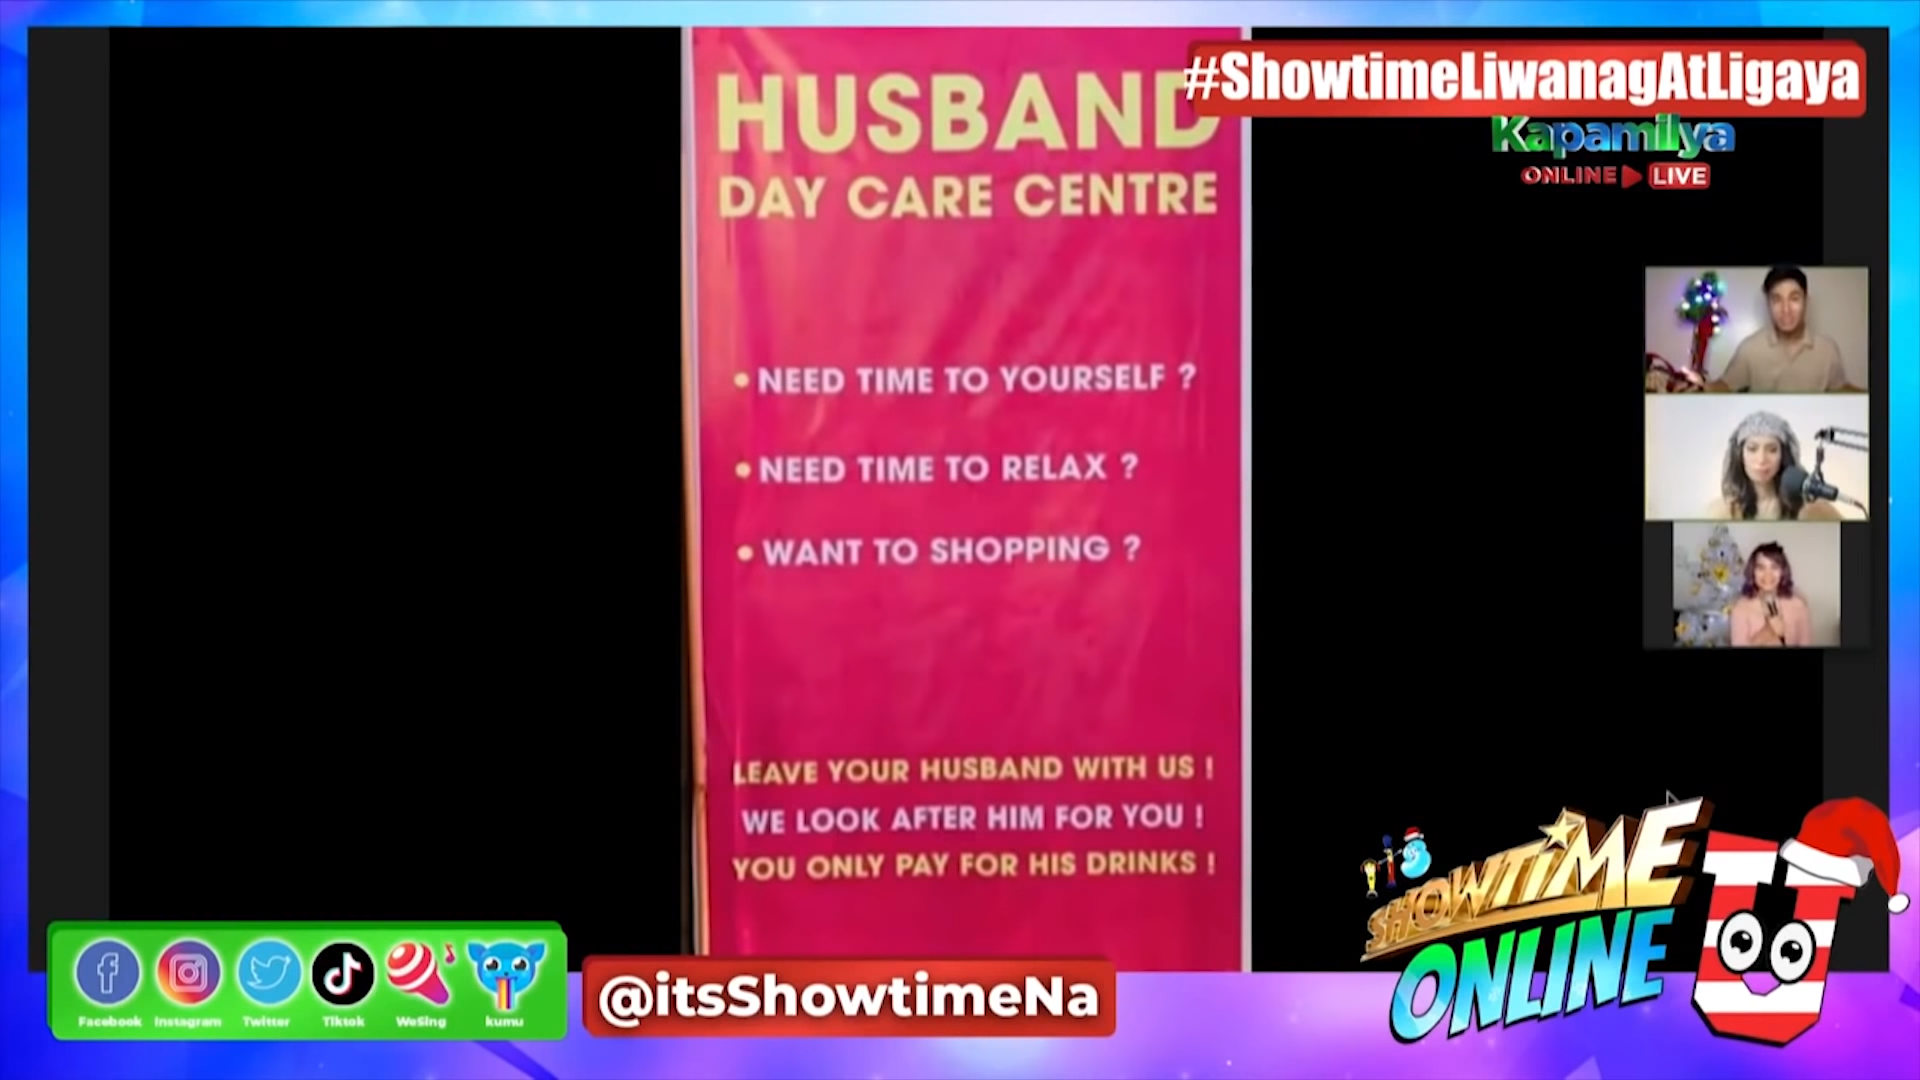 #ShowtimeLiwanagAtLigaya
Kapamilya
ONLINE LIVE
HUSBAND
DAY CARE CENTRE
• NEED TIME TO YOURSELF ?
• NEED TIME TO RELAX ?
• WANT TO SHOPPING ?
LEAVE YOUR HUSBAND WITH US !
WE LOOK AFTER HIM FOR YOU !
YOU ONLY PAY FOR HIS DRINKS !
it's
SHOWTIME
ONLINE
U
Facebook Instagram Twitter Tiktok WeSing kumu
@itsShowtimeNa